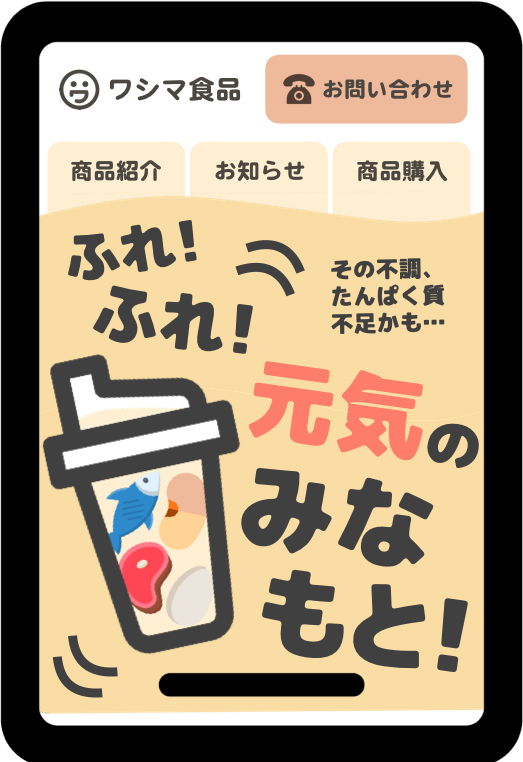 ワシマ食品
お問い合わせ
商品紹介
お知らせ
商品購入
ふれ!
ふれ!
その不調、
たんぱく質
不足かも…
元気の
みな
もと!